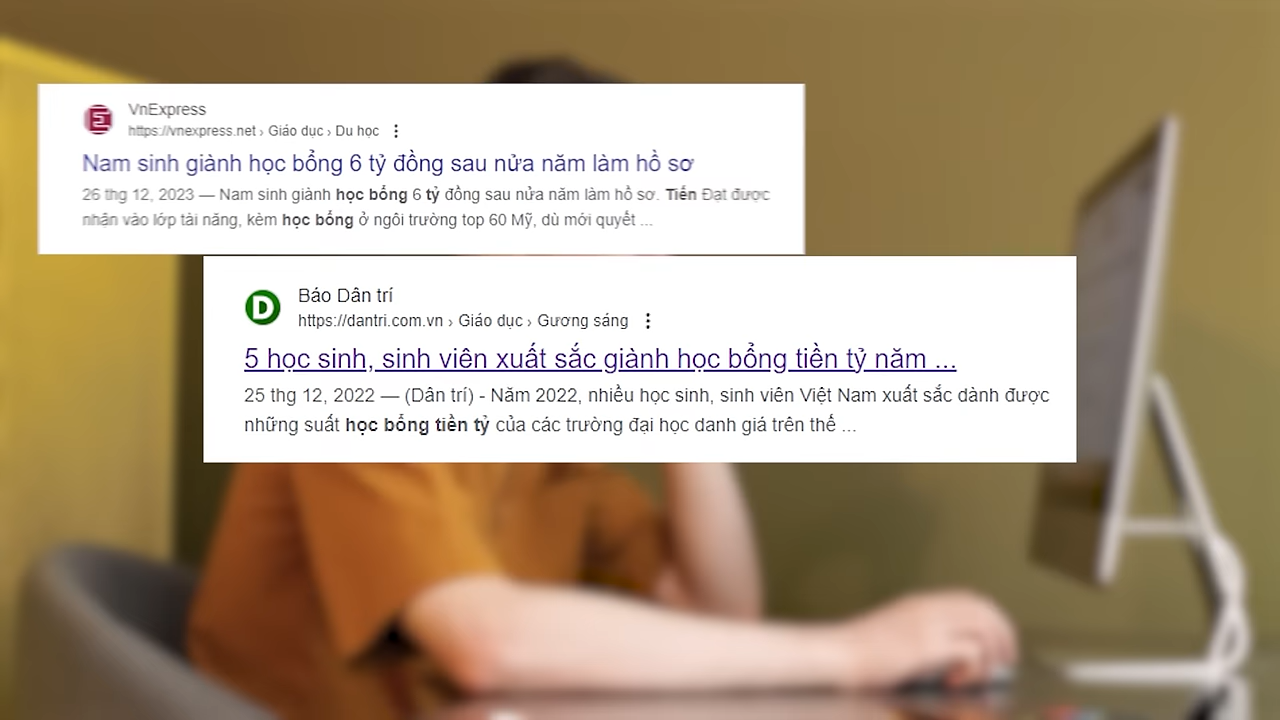 VnExpress
https://vnexpress.net › Giáo dục › Du học
Nam sinh giành học bổng 6 tỷ đồng sau nửa năm làm hồ sơ
26 thg 12, 2023 — Nam sinh giành học bổng 6 tỷ đồng sau nửa năm làm hồ sơ. Tiến Đạt được
nhận vào lớp tài năng, kèm học bổng ở ngôi trường top 60 Mỹ, dù mới quyết ...
D
Báo Dân trí
https://dantri.com.vn › Giáo dục › Gương sáng
5 học sinh, sinh viên xuất sắc giành học bổng tiền tỷ năm ...
25 thg 12, 2022 — (Dân trí) - Năm 2022, nhiều học sinh, sinh viên Việt Nam xuất sắc dành được
những suất học bổng tiền tỷ của các trường đại học danh giá trên thế ...